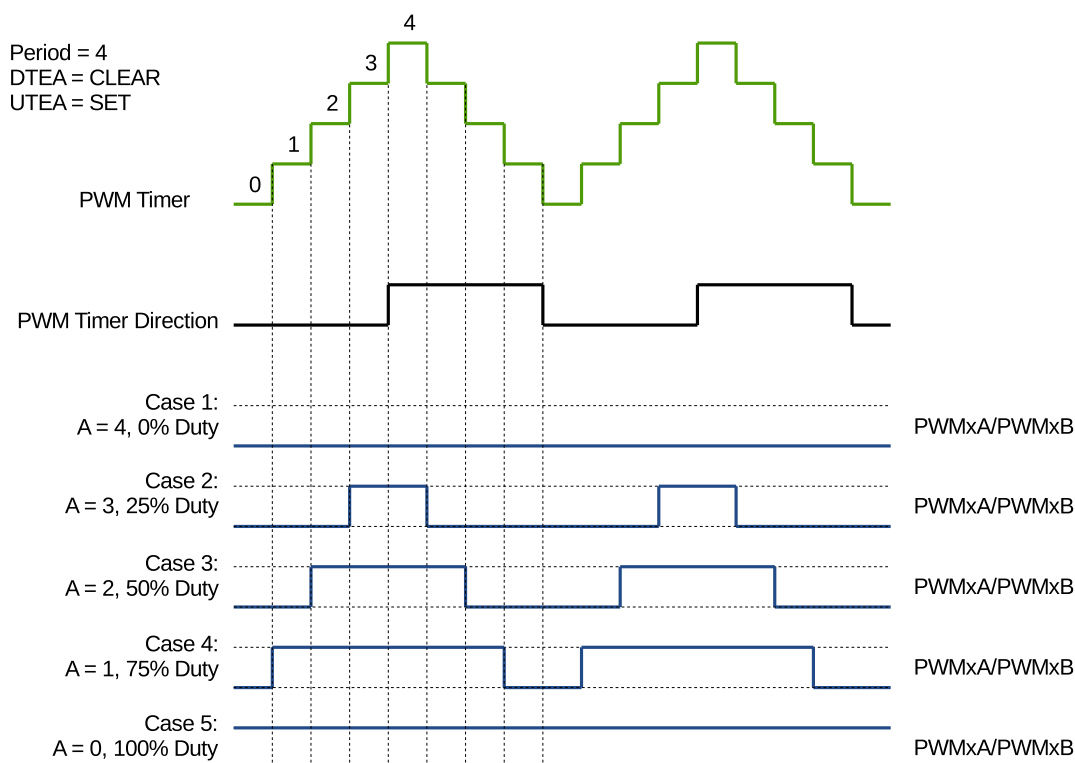 4
Period = 4
3
DTEA = CLEAR
2
UTEA = SET
1
0
PWM Timer
PWM Timer Direction
Case 1:
A = 4, 0% Duty
PWMxA/PWMxB
Case 2:
A = 3, 25% Duty
PWMxA/PWMxB
Case 3:
A = 2, 50% Duty
PWMxA/PWMxB
Case 4:
A = 1, 75% Duty
PWMxA/PWMxB
Case 5:
A = 0, 100% Duty
PWMxA/PWMxB